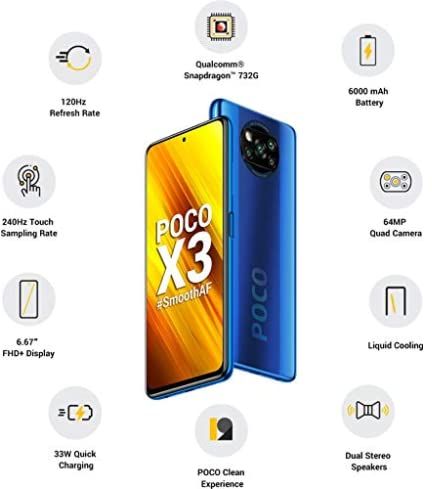 Qualcomm®
Snapdragon™ 732G
120Hz
Refresh Rate
6000 mAh
Battery
240Hz Touch
Sampling Rate
64MP
Quad Camera
POCO
X3
#SmoothAF
POCO
6.67"
FHD+ Display
Liquid Cooling
33W Quick
Charging
POCO Clean
Experience
Dual Stereo
Speakers